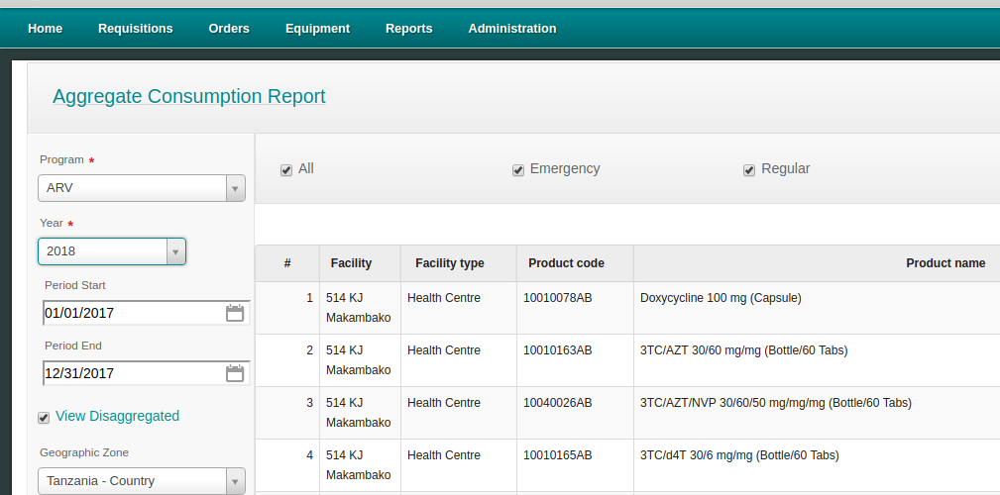 Home Requisitions Orders Equipment Reports Administration
Aggregate Consumption Report
Program *
ARV
Year *
2018
Period Start
01/01/2017
Period End
12/31/2017
View Disaggregated
Geographic Zone
Tanzania - Country
All Emergency Regular
# Facility Facility type Product code Product name
1 514 KJ Health Centre 10010078AB Doxycycline 100 mg (Capsule)
Makambako
2 514 KJ Health Centre 10010163AB 3TC/AZT 30/60 mg/mg (Bottle/60 Tabs)
Makambako
3 514 KJ Health Centre 10040026AB 3TC/AZT/NVP 30/60/50 mg/mg/mg (Bottle/60 Tabs)
Makambako
4 514 KJ Health Centre 10010165AB 3TC/d4T 30/6 mg/mg (Bottle/60 Tabs)
Makambako